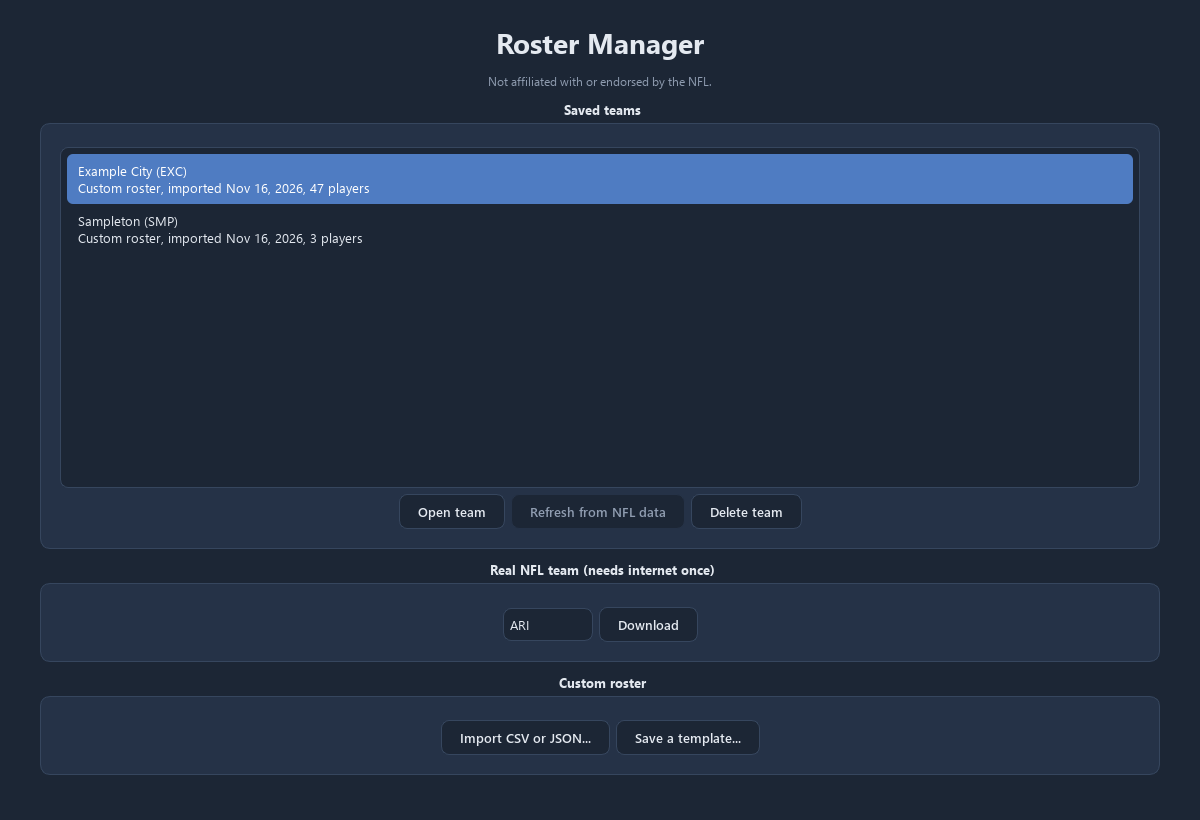 Roster Manager
Not affiliated with or endorsed by the NFL.
Saved teams
Example City (EXC)
Custom roster, imported Nov 16, 2026, 47 players
Sampleton (SMP)
Custom roster, imported Nov 16, 2026, 3 players
Open team
Refresh from NFL data
Delete team
Real NFL team (needs internet once)
ARI
Download
Custom roster
Import CSV or JSON...
Save a template...